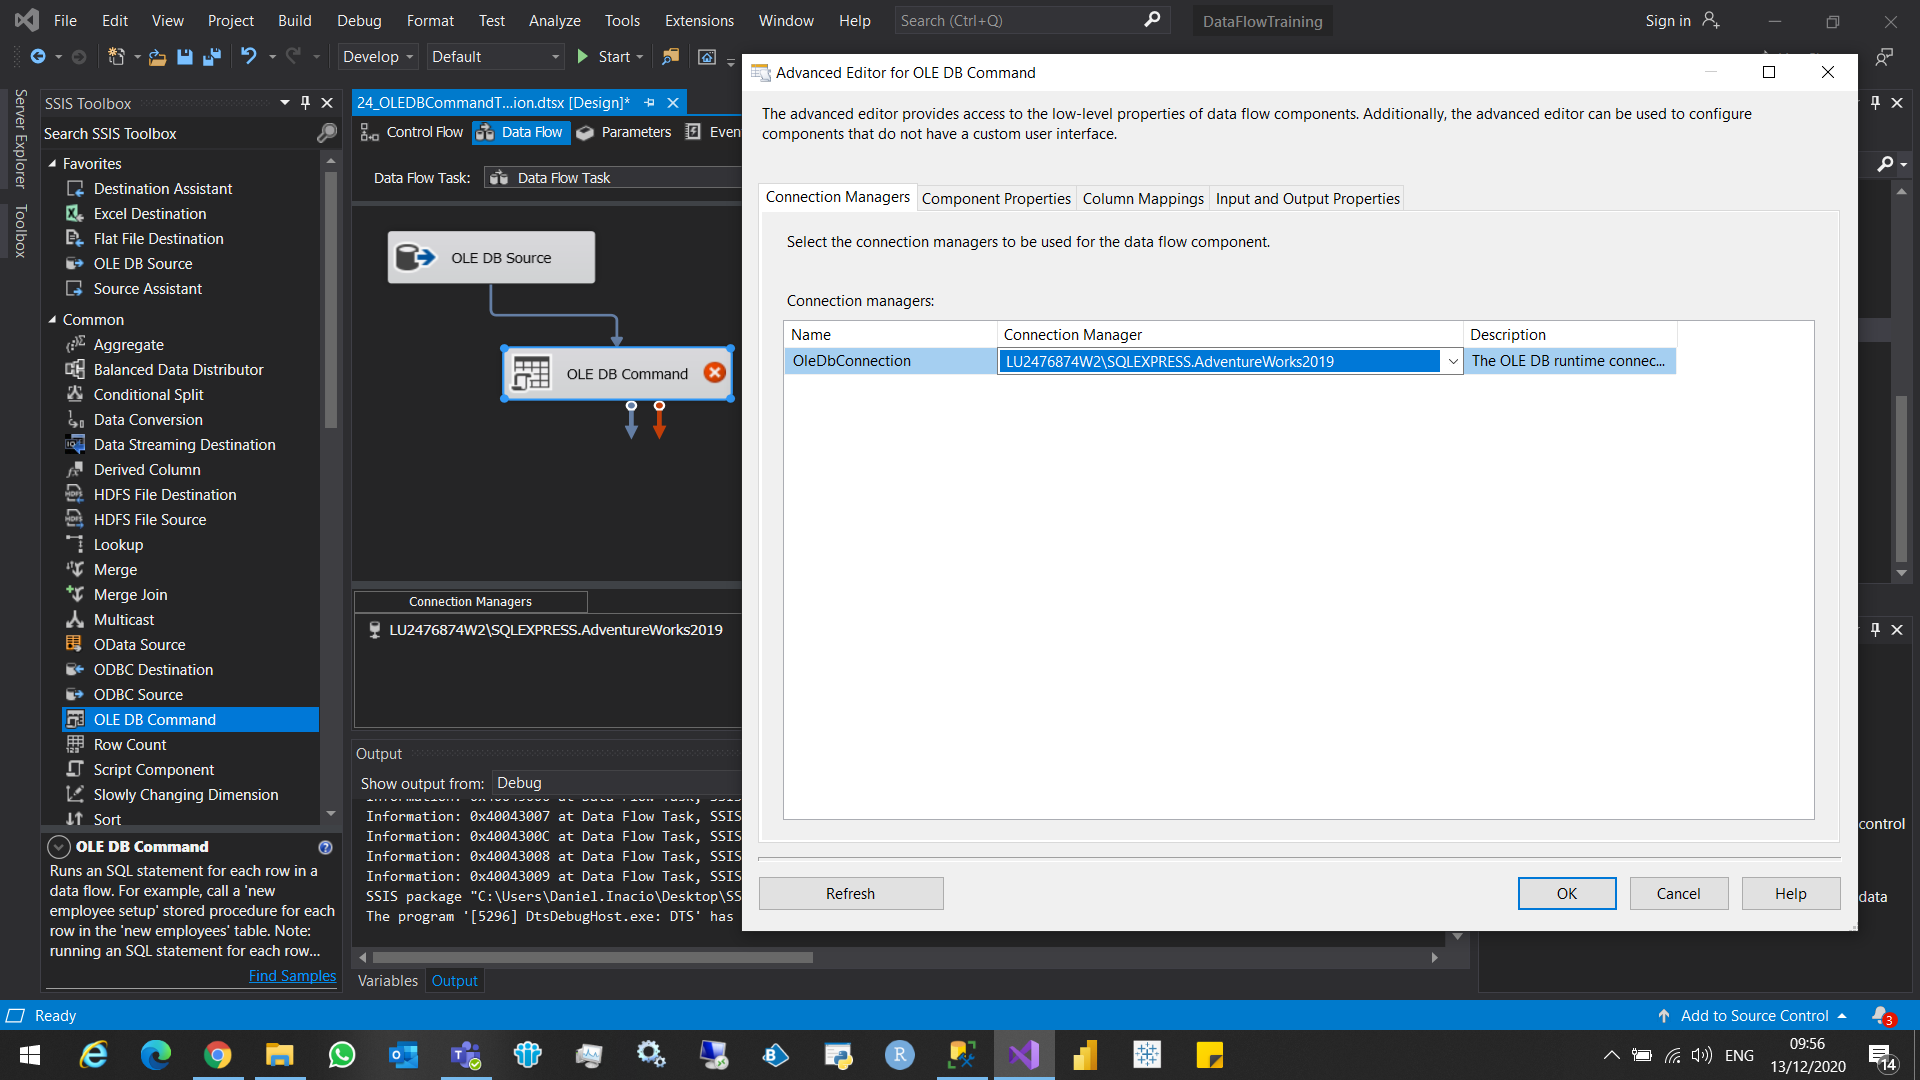 File Edit View Project Build Debug Format Test Analyze Tools Extensions Window Help Search (Ctrl+Q) DataFlowTraining Sign in
Develop Default Start
Server Explorer
Toolbox
SSIS Toolbox
Search SSIS Toolbox
Favorites
Destination Assistant
Excel Destination
Flat File Destination
OLE DB Source
Source Assistant
Common
Aggregate
Balanced Data Distributor
Conditional Split
Data Conversion
Data Streaming Destination
Derived Column
HDFS File Destination
HDFS File Source
Lookup
Merge
Merge Join
Multicast
OData Source
ODBC Destination
ODBC Source
OLE DB Command
Row Count
Script Component
Slowly Changing Dimension
Sort
OLE DB Command
Runs an SQL statement for each row in a
data flow. For example, call a 'new
employee setup' stored procedure for each
row in the 'new employees' table. Note:
running an SQL statement for each row...
Find Samples
24_OLEDBCommandT...ion.dtsx [Design]*
Control Flow Data Flow Parameters Even
Data Flow Task: Data Flow Task
OLE DB Source
OLE DB Command
Connection Managers
LU2476874W2\SQLEXPRESS.AdventureWorks2019
Output
Show output from: Debug
Information: 0x40043007 at Data Flow Task, SSIS
Information: 0x4004300C at Data Flow Task, SSIS
Information: 0x40043008 at Data Flow Task, SSIS
Information: 0x40043009 at Data Flow Task, SSIS
SSIS package "C:\Users\Daniel.Inacio\Desktop\SS
The program '[5296] DtsDebugHost.exe: DTS' has
Variables Output
Advanced Editor for OLE DB Command
The advanced editor provides access to the low-level properties of data flow components. Additionally, the advanced editor can be used to configure
components that do not have a custom user interface.
Connection Managers Component Properties Column Mappings Input and Output Properties
Select the connection managers to be used for the data flow component.
Connection managers:
Name Connection Manager Description
OleDbConnection LU2476874W2\SQLEXPRESS.AdventureWorks2019 The OLE DB runtime connec...
Refresh OK Cancel Help
control
data
Ready Add to Source Control 3
ENG 09:56
13/12/2020
14